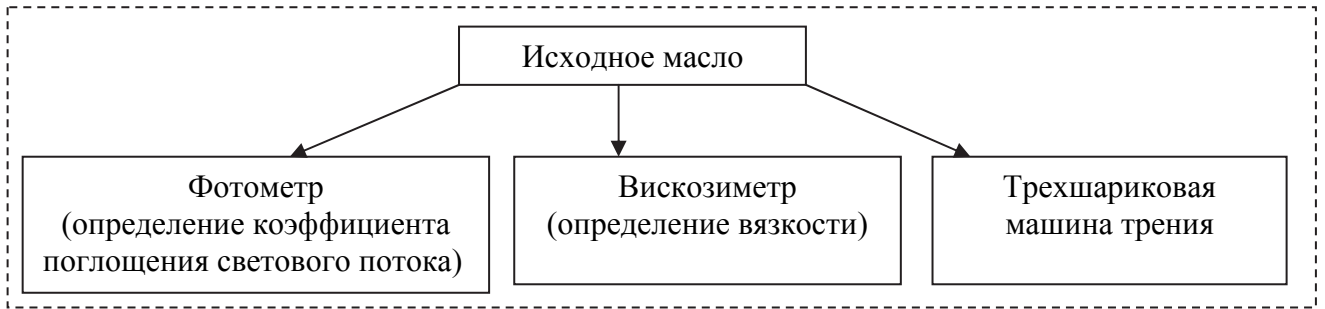 Исходное масло
Фотометр
(определение коэффициента
поглощения светового потока)
Вискозиметр
(определение вязкости)
Трехшариковая
машина трения